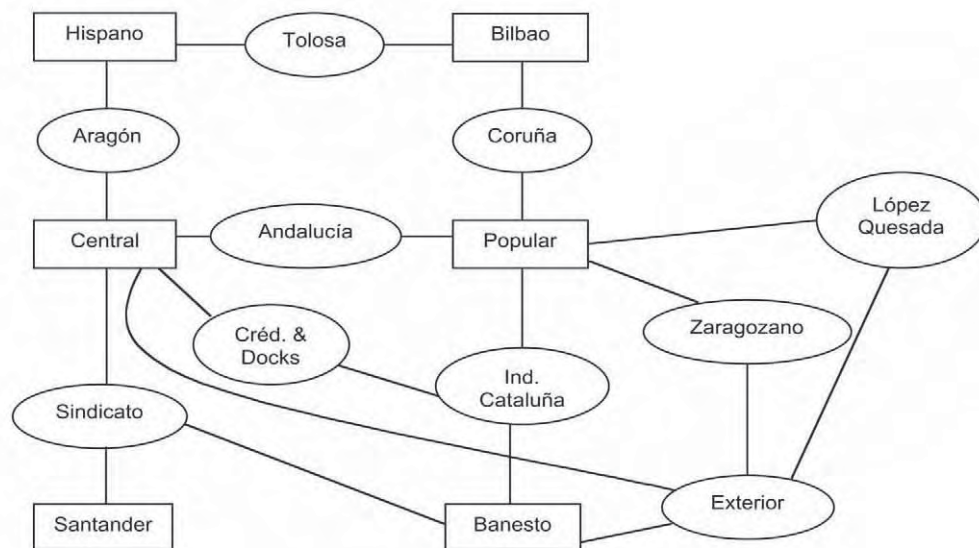 Hispano
Tolosa
Bilbao
Aragón
Coruña
Central
Andalucía
Popular
López
Quesada
Créd. &
Docks
Zaragozano
Ind.
Cataluña
Sindicato
Santander
Banesto
Exterior